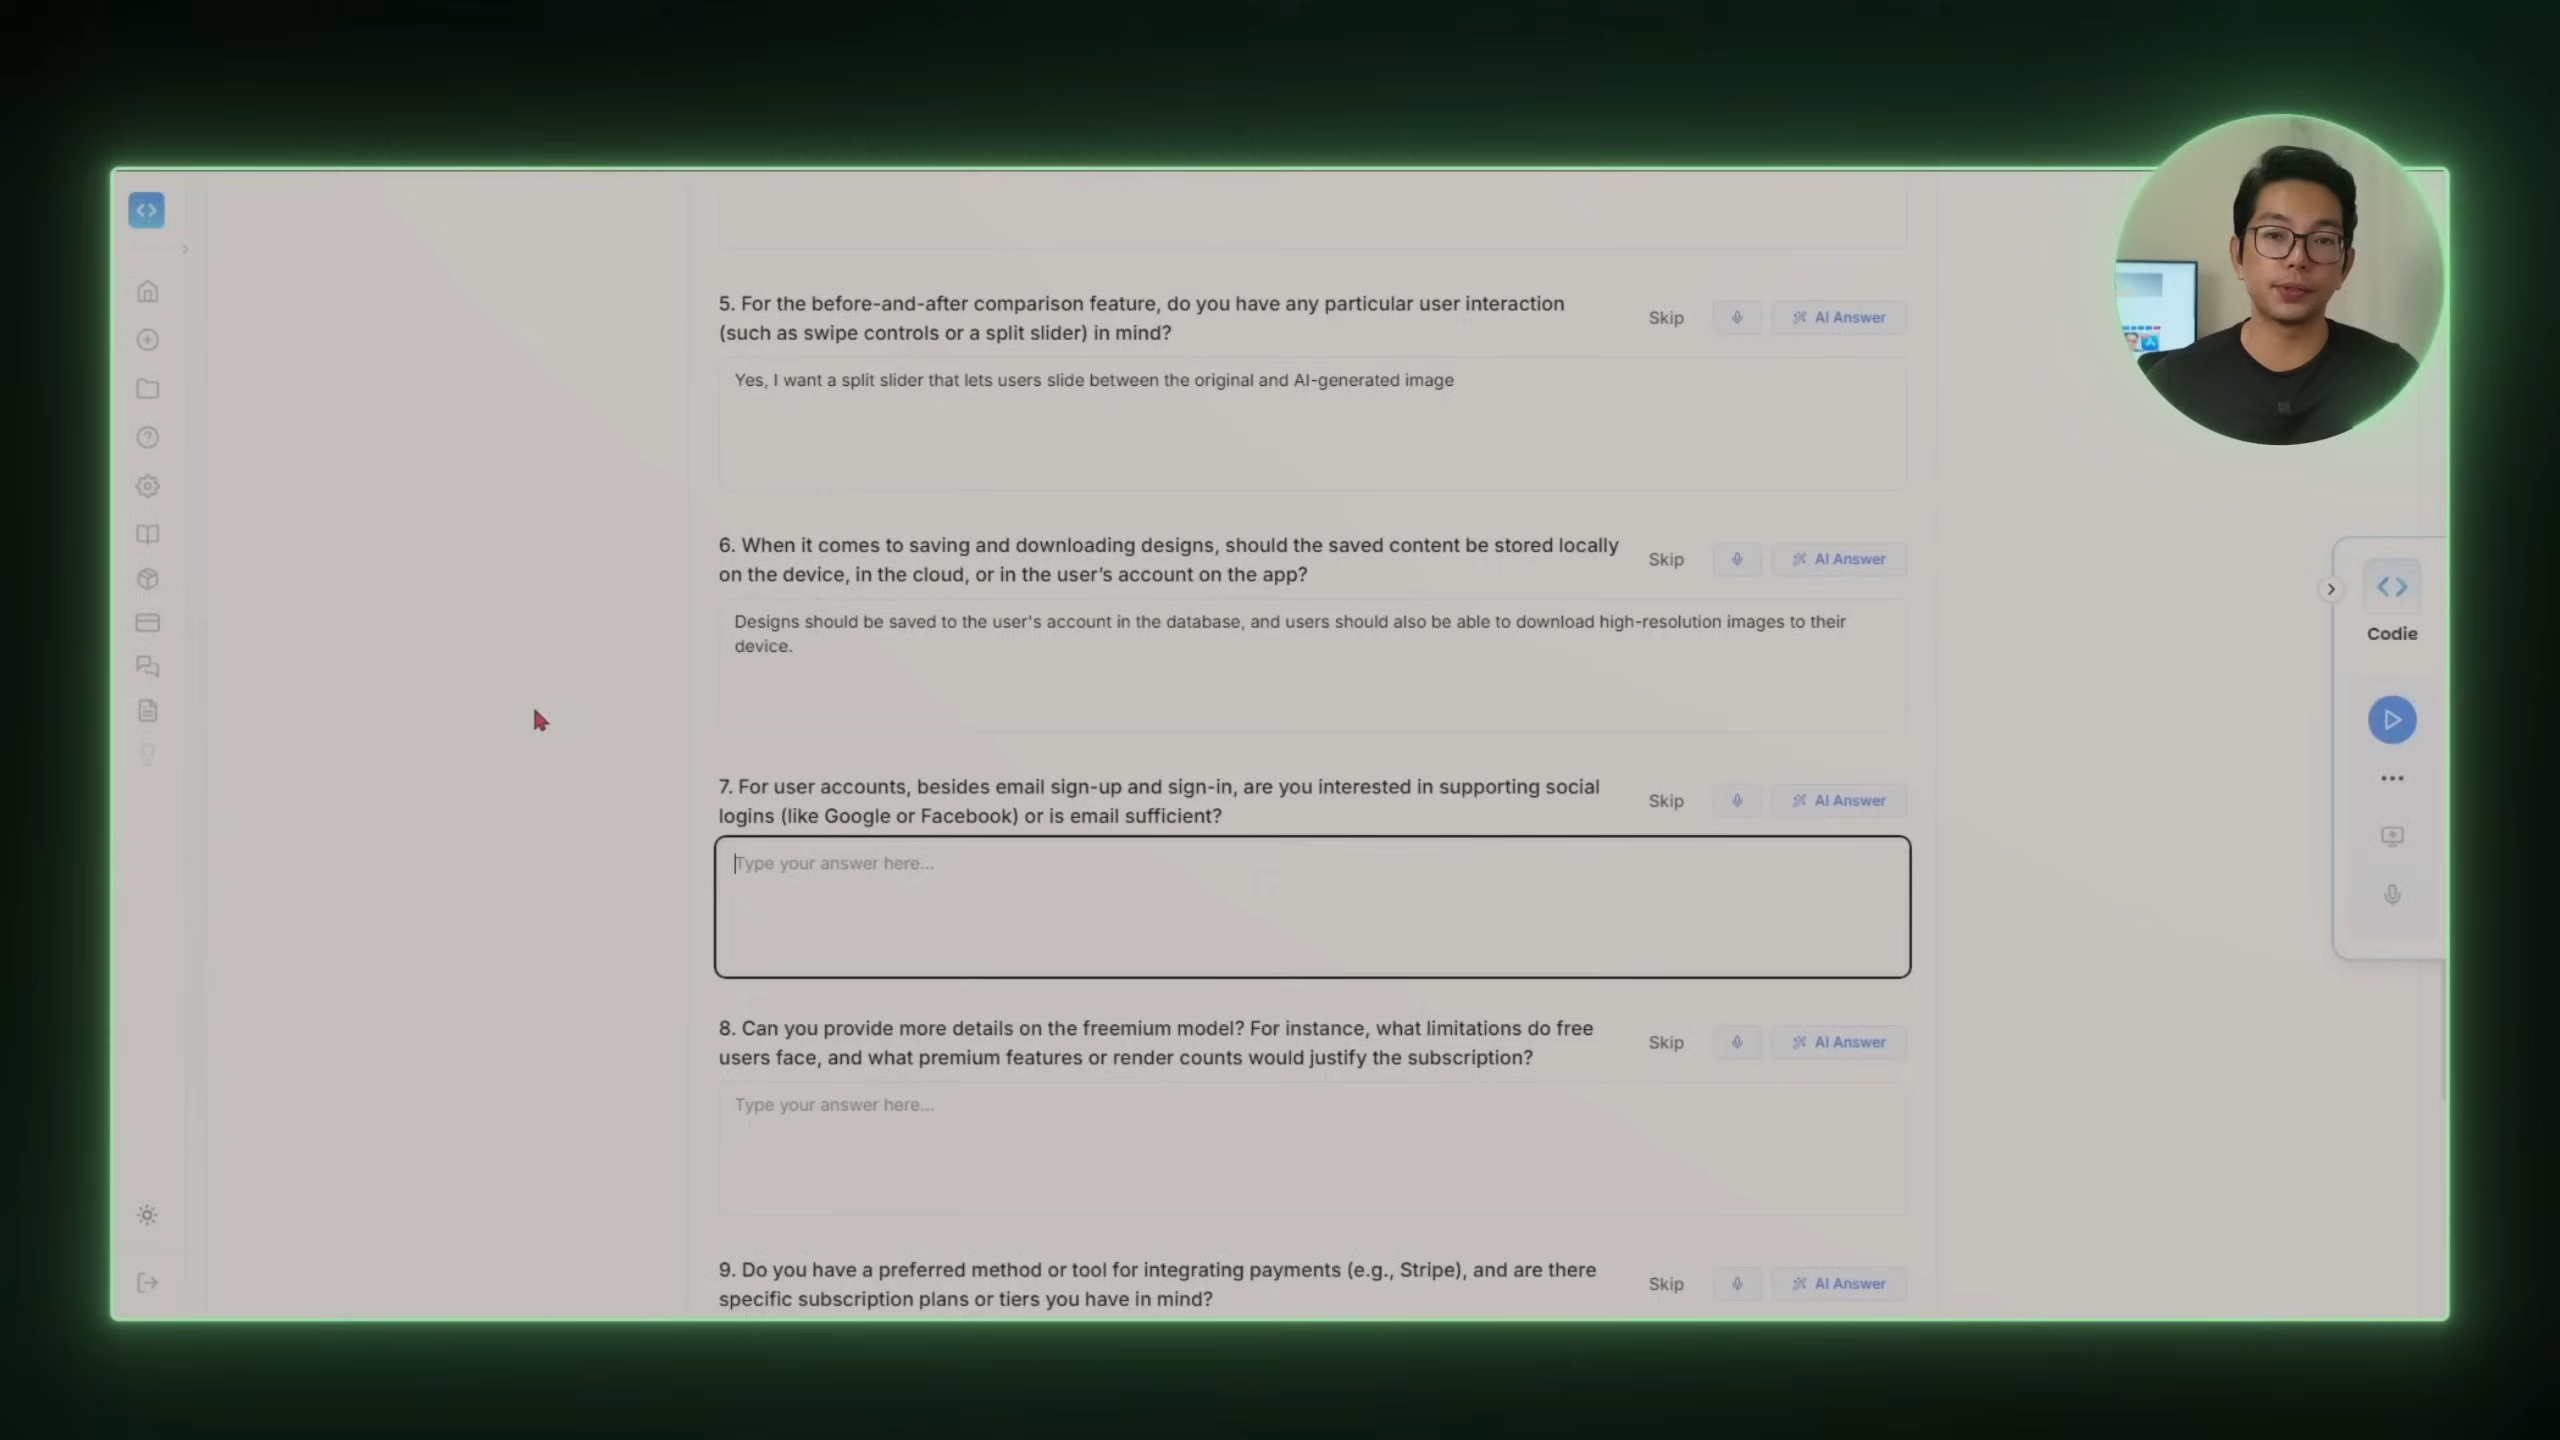 5. For the before-and-after comparison feature, do you have any particular user interaction
(such as swipe controls or a split slider) in mind?
Skip
AI Answer
Yes, I want a split slider that lets users slide between the original and AI-generated image
6. When it comes to saving and downloading designs, should the saved content be stored locally
on the device, in the cloud, or in the user’s account on the app?
Skip
AI Answer
Designs should be saved to the user's account in the database, and users should also be able to download high-resolution images to their
device.
Codie
7. For user accounts, besides email sign-up and sign-in, are you interested in supporting social
logins (like Google or Facebook) or is email sufficient?
Skip
AI Answer
Type your answer here...
8. Can you provide more details on the freemium model? For instance, what limitations do free
users face, and what premium features or render counts would justify the subscription?
Skip
AI Answer
Type your answer here...
9. Do you have a preferred method or tool for integrating payments (e.g., Stripe), and are there
specific subscription plans or tiers you have in mind?
Skip
AI Answer